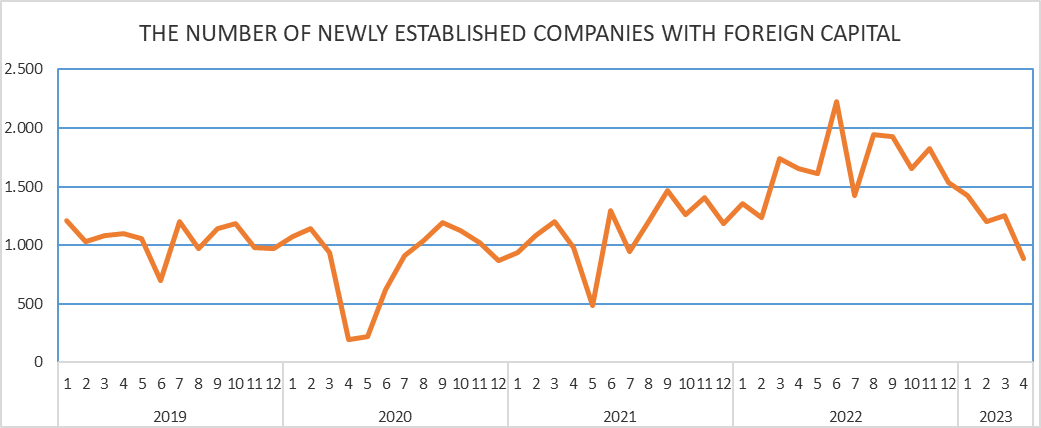 THE NUMBER OF NEWLY ESTABLISHED COMPANIES WITH FOREIGN CAPITAL
2.500
2.000
1.500
1.000
500
0
1 2 3 4 5 6 7 8 9 10 11 12 1 2 3 4 5 6 7 8 9 10 11 12 1 2 3 4 5 6 7 8 9 10 11 12 1 2 3 4 5 6 7 8 9 10 11 12 1 2 3 4
2019 2020 2021 2022 2023